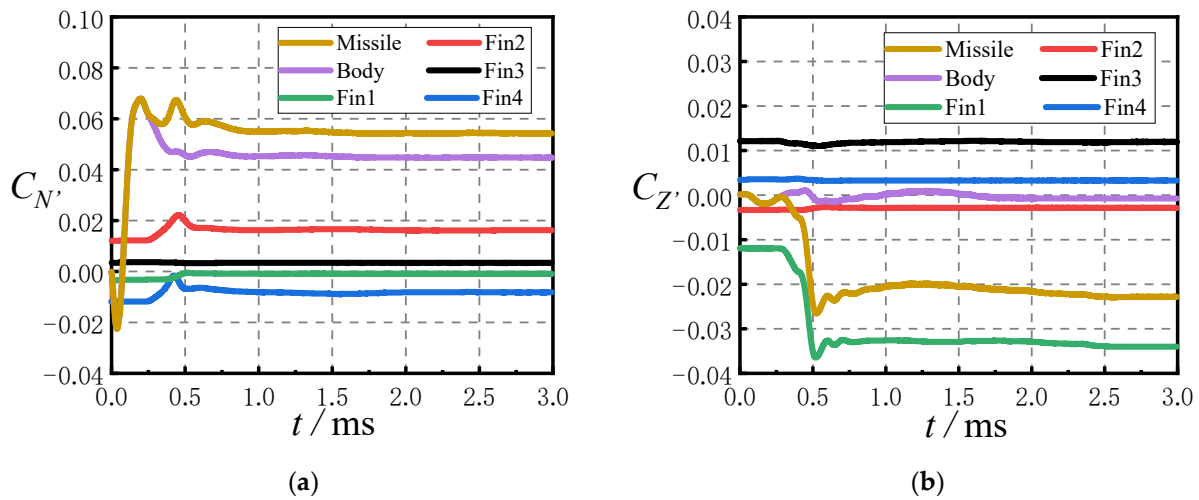 0.10
0.08
0.06
0.04
0.02
0.00
−0.02
−0.04
C_N'
Missile Fin2
Body Fin3
Fin1 Fin4
0.0 0.5 1.0 1.5 2.0 2.5 3.0
t / ms
(a)
0.04
0.03
0.02
0.01
0.00
−0.01
−0.02
−0.03
−0.04
C_Z'
Missile Fin2
Body Fin3
Fin1 Fin4
0.0 0.5 1.0 1.5 2.0 2.5 3.0
t / ms
(b)